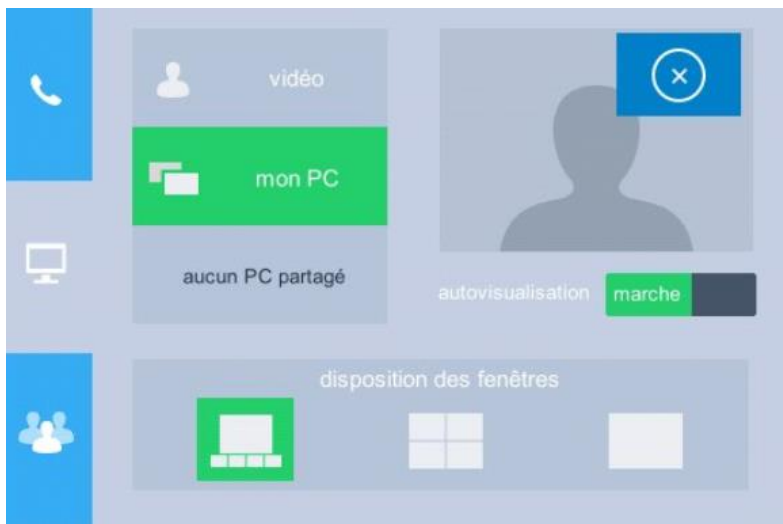 vidéo
mon PC
aucun PC partagé
autovisualisation
marche
disposition des fenêtres